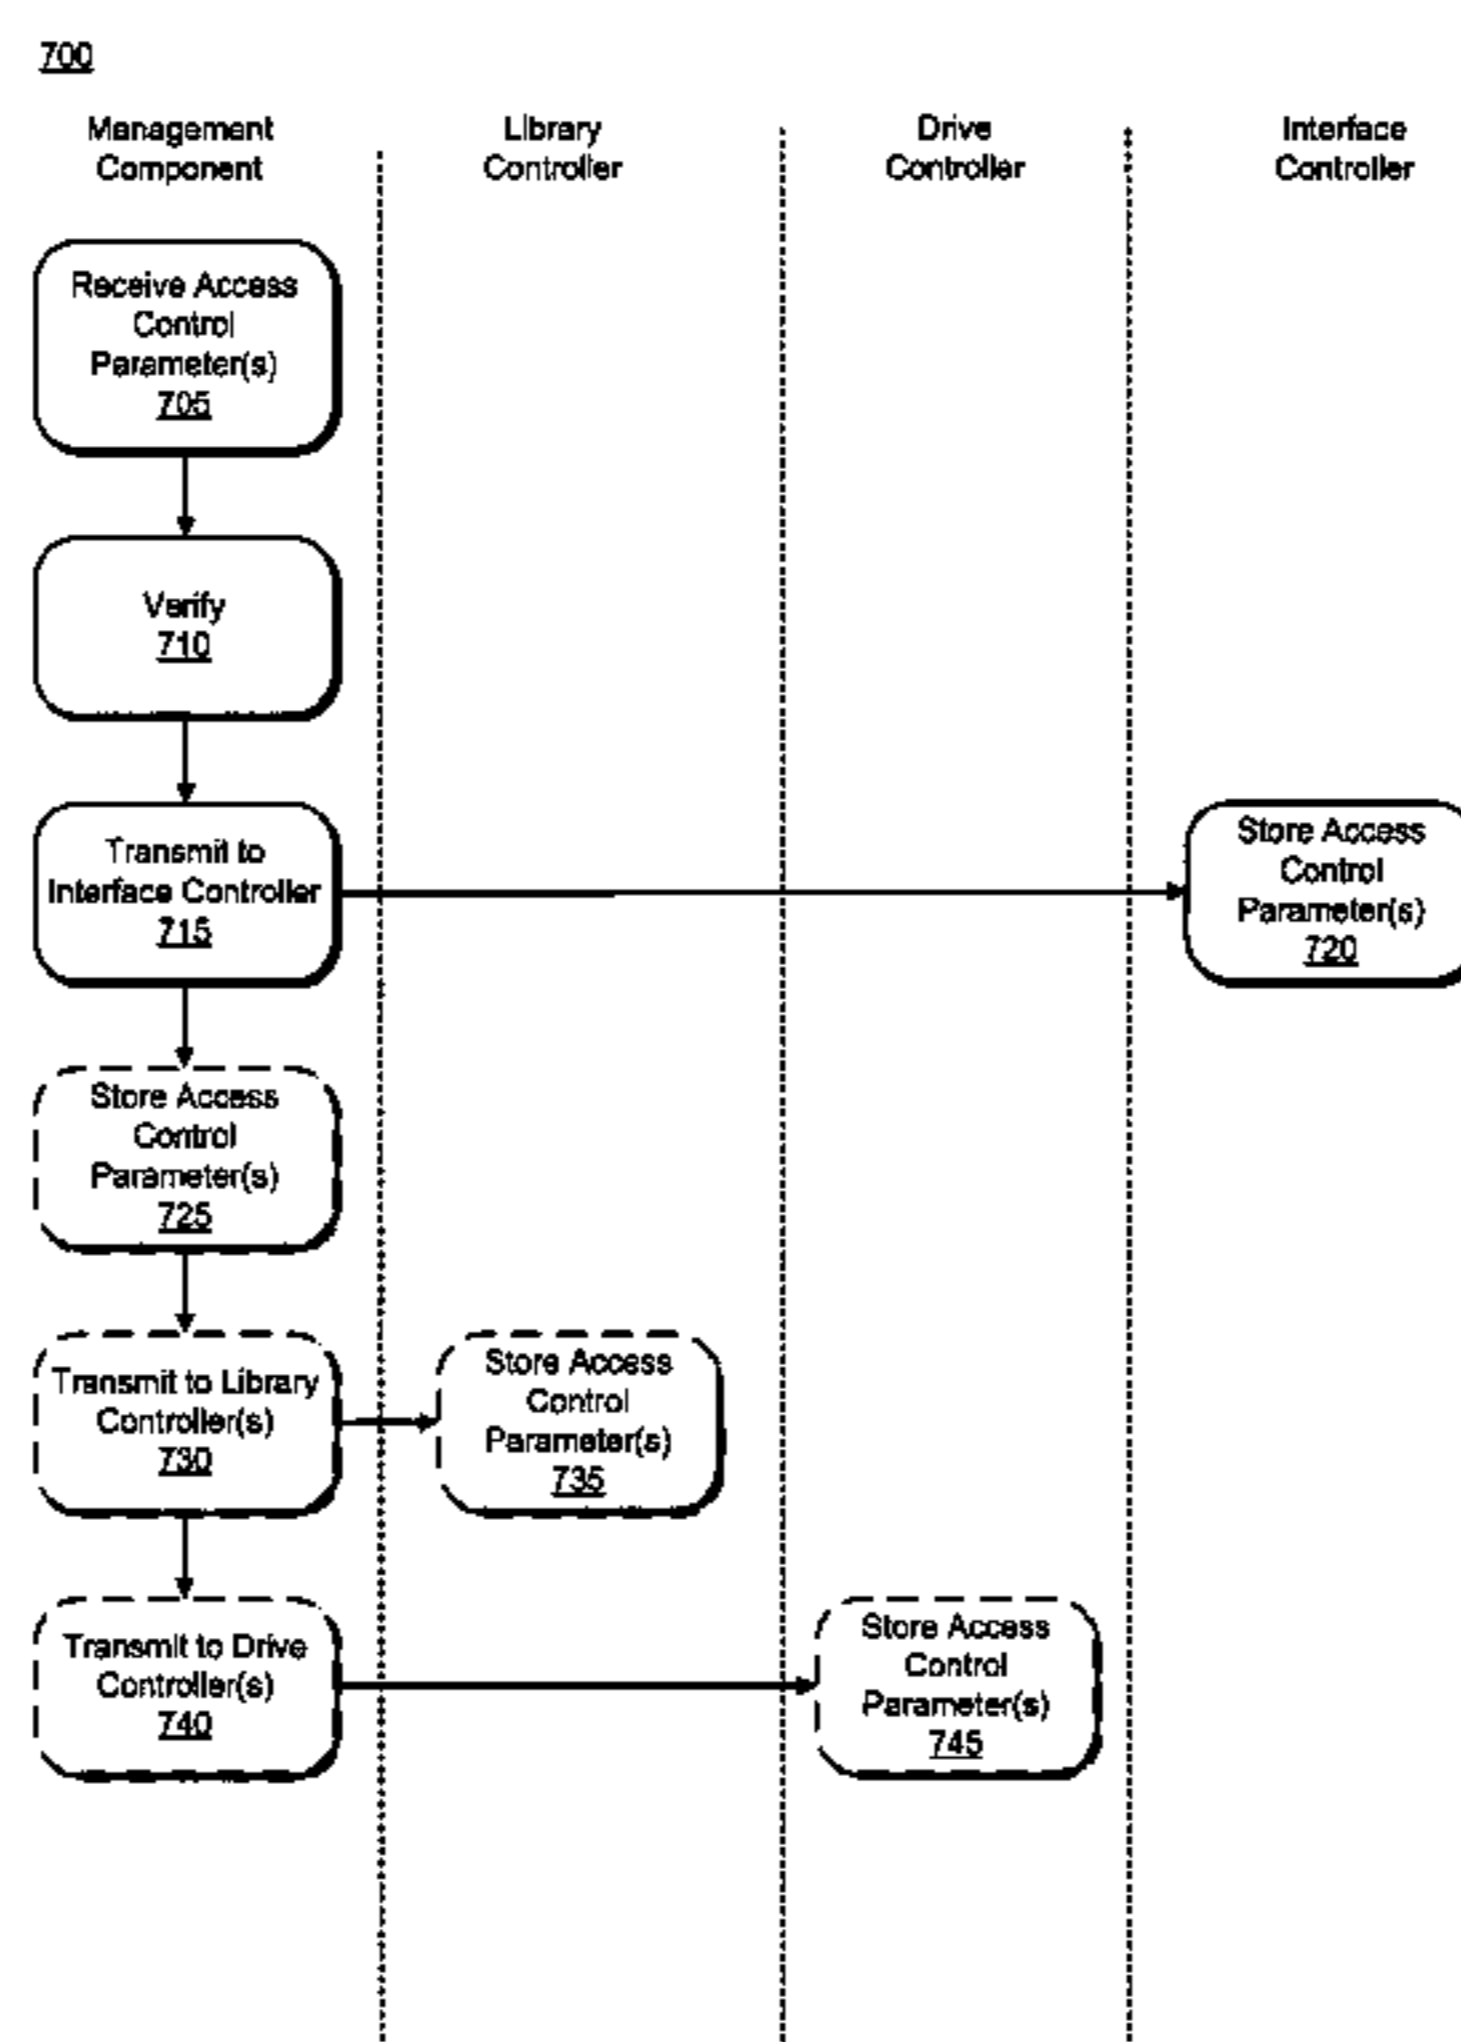 700
Management
Component
Library
Controller
Drive
Controller
Interface
Controller
Receive Access
Control
Parameter(s)
705
Verify
710
Transmit to
Interface Controller
715
Store Access
Control
Parameter(s)
720
Store Access
Control
Parameter(s)
725
Transmit to Library
Controller(s)
730
Store Access
Control
Parameter(s)
735
Transmit to Drive
Controller(s)
740
Store Access
Control
Parameter(s)
745